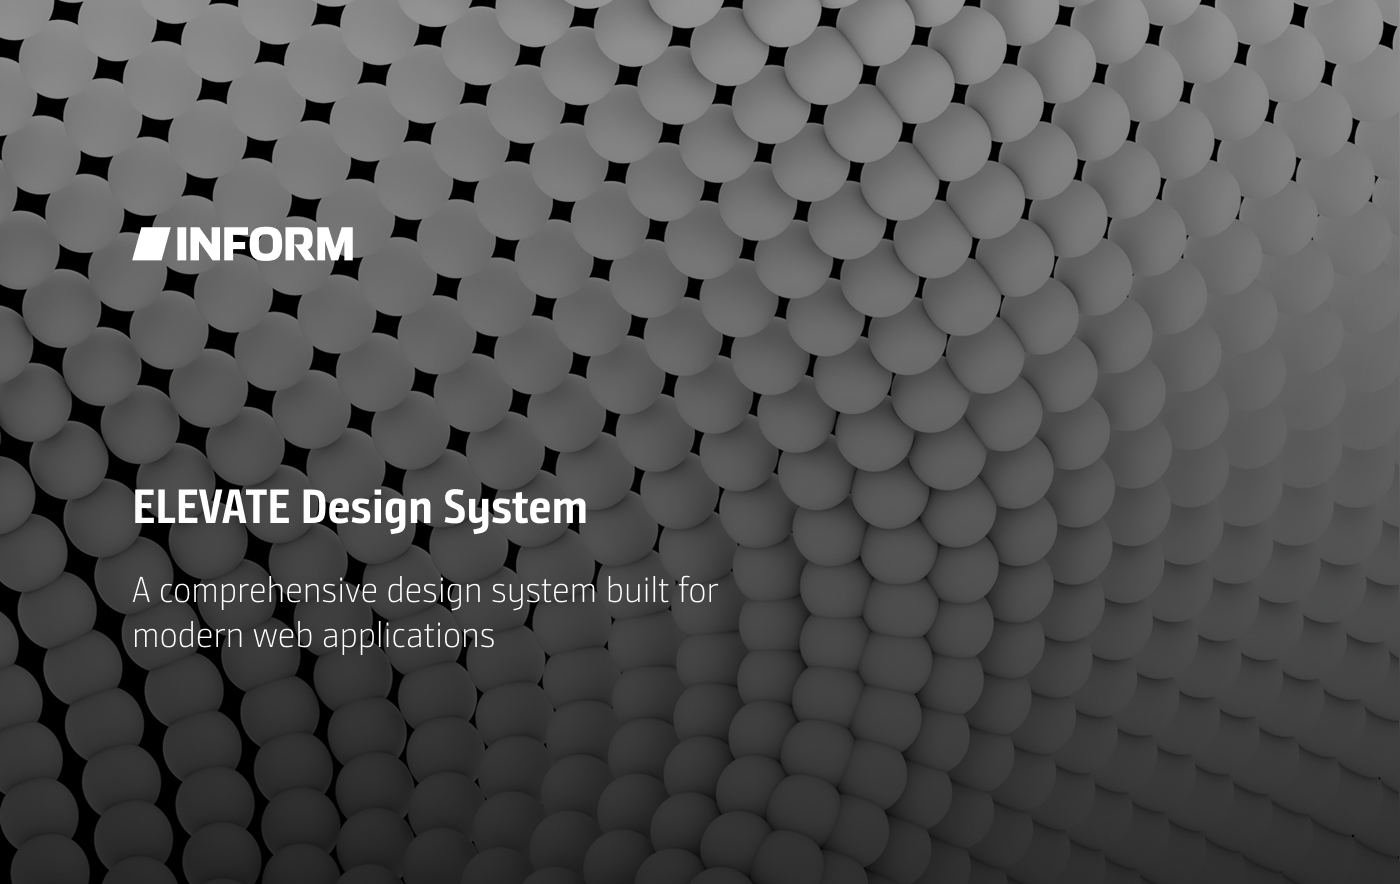 INFORM
ELEVATE Design System
A comprehensive design system built for
modern web applications